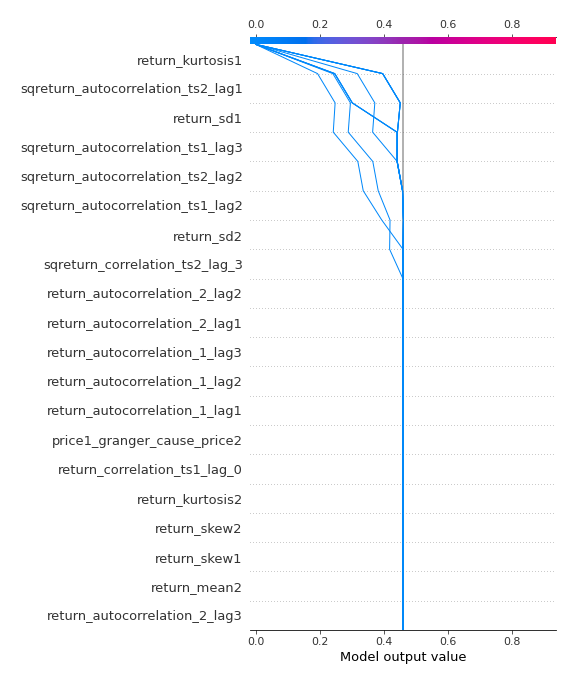 0.0 0.2 0.4 0.6 0.8
return_kurtosis1
sqreturn_autocorrelation_ts2_lag1
return_sd1
sqreturn_autocorrelation_ts1_lag3
sqreturn_autocorrelation_ts2_lag2
sqreturn_autocorrelation_ts1_lag2
return_sd2
sqreturn_correlation_ts2_lag_3
return_autocorrelation_2_lag2
return_autocorrelation_2_lag1
return_autocorrelation_1_lag3
return_autocorrelation_1_lag2
return_autocorrelation_1_lag1
price1_granger_cause_price2
return_correlation_ts1_lag_0
return_kurtosis2
return_skew2
return_skew1
return_mean2
return_autocorrelation_2_lag3
0.0 0.2 0.4 0.6 0.8
Model output value